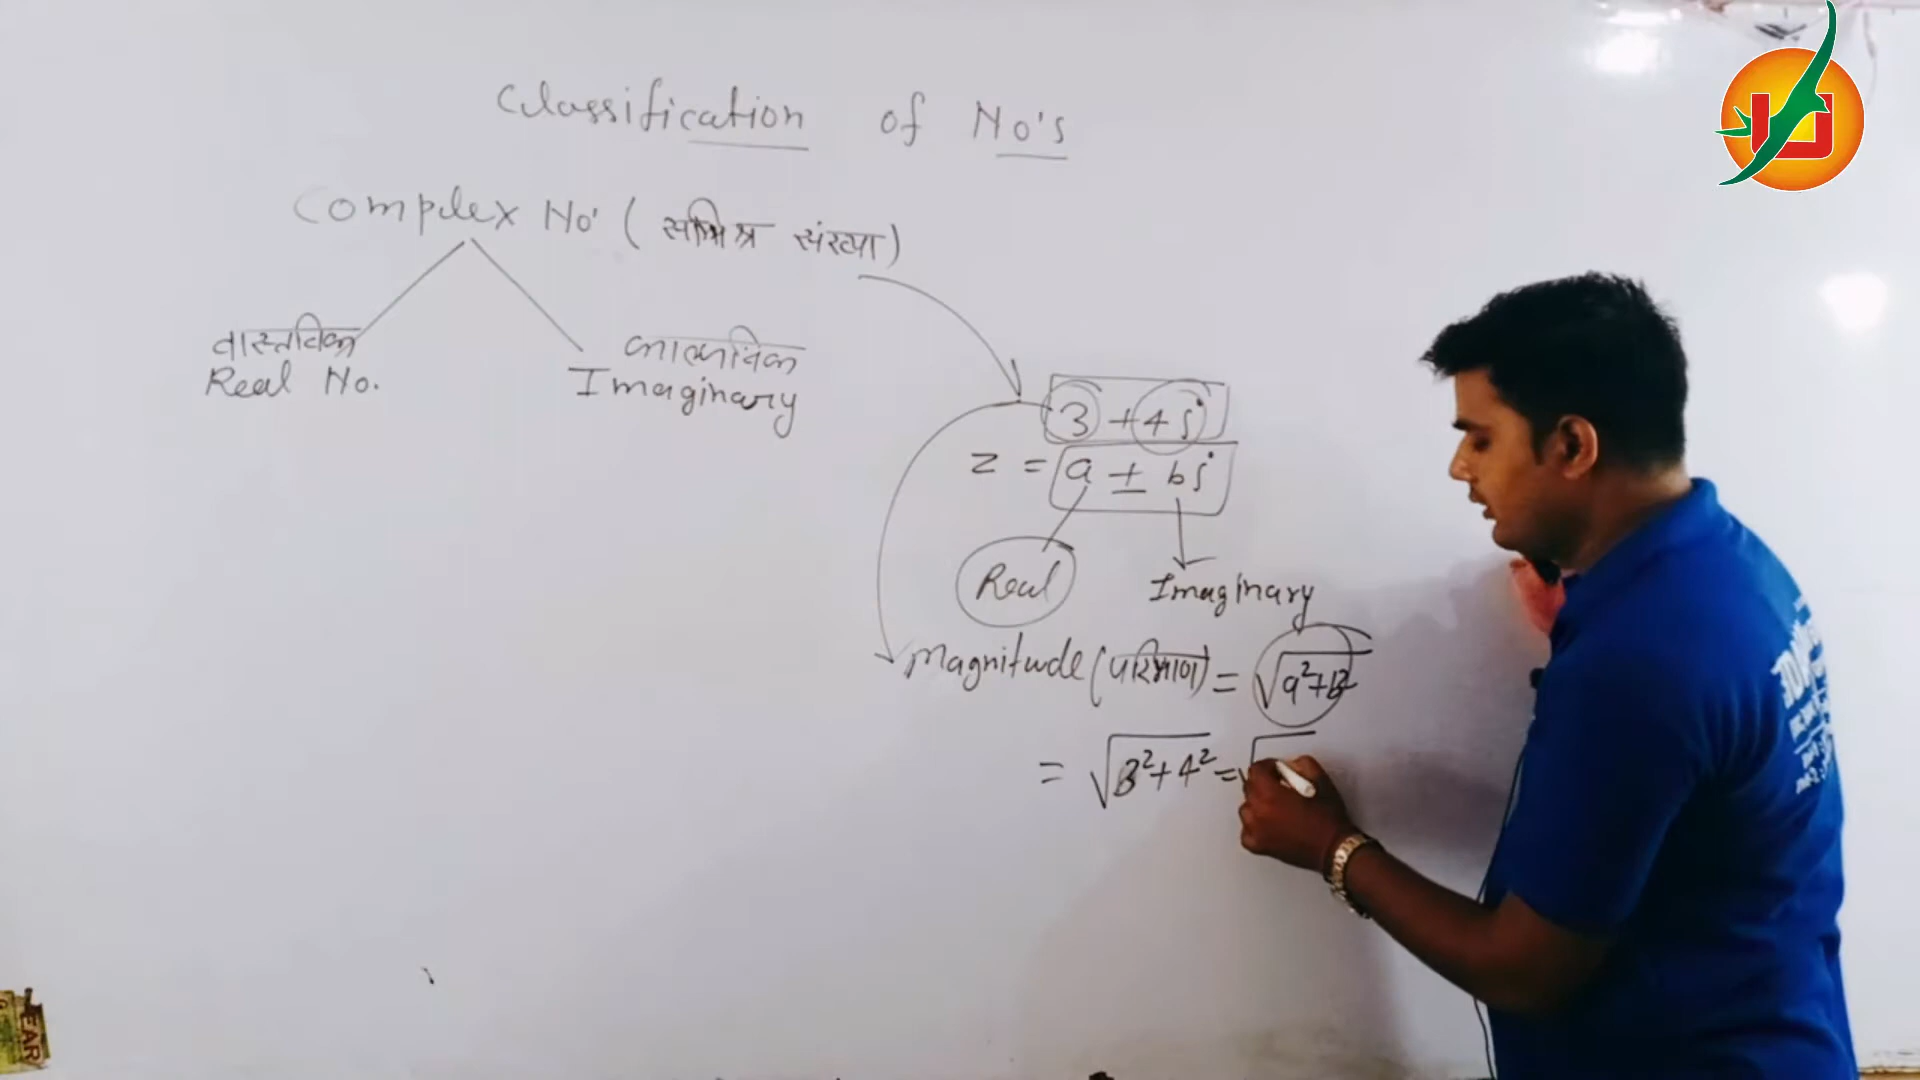 Classification of No's
Complex No' ( सम्मिश्र संख्या )
वास्तविक
Real No.
काल्पनिक
Imaginary
3 + 4i
z = a ± bi
Real
Imaginary
Magnitude (परिमाण) = √a²+b²
= √3²+4² = √
EAR